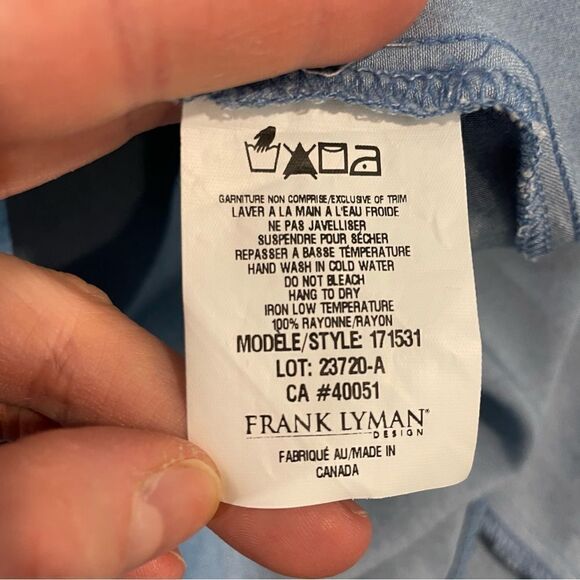 GARNITURE NON COMPRISE/EXCLUSIVE OF TRIM
LAVER A LA MAIN A L'EAU FROIDE
NE PAS JAVELLISER
SUSPENDRE POUR SÉCHER
REPASSER A BASSE TÉMPERATURE
HAND WASH IN COLD WATER
DO NOT BLEACH
HANG TO DRY
IRON LOW TEMPERATURE
100% RAYONNE/RAYON
MODÈLE/STYLE: 171531
LOT: 23720-A
CA #40051
FRANK LYMAN®
DESIGN
FABRIQUÉ AU/MADE IN
CANADA